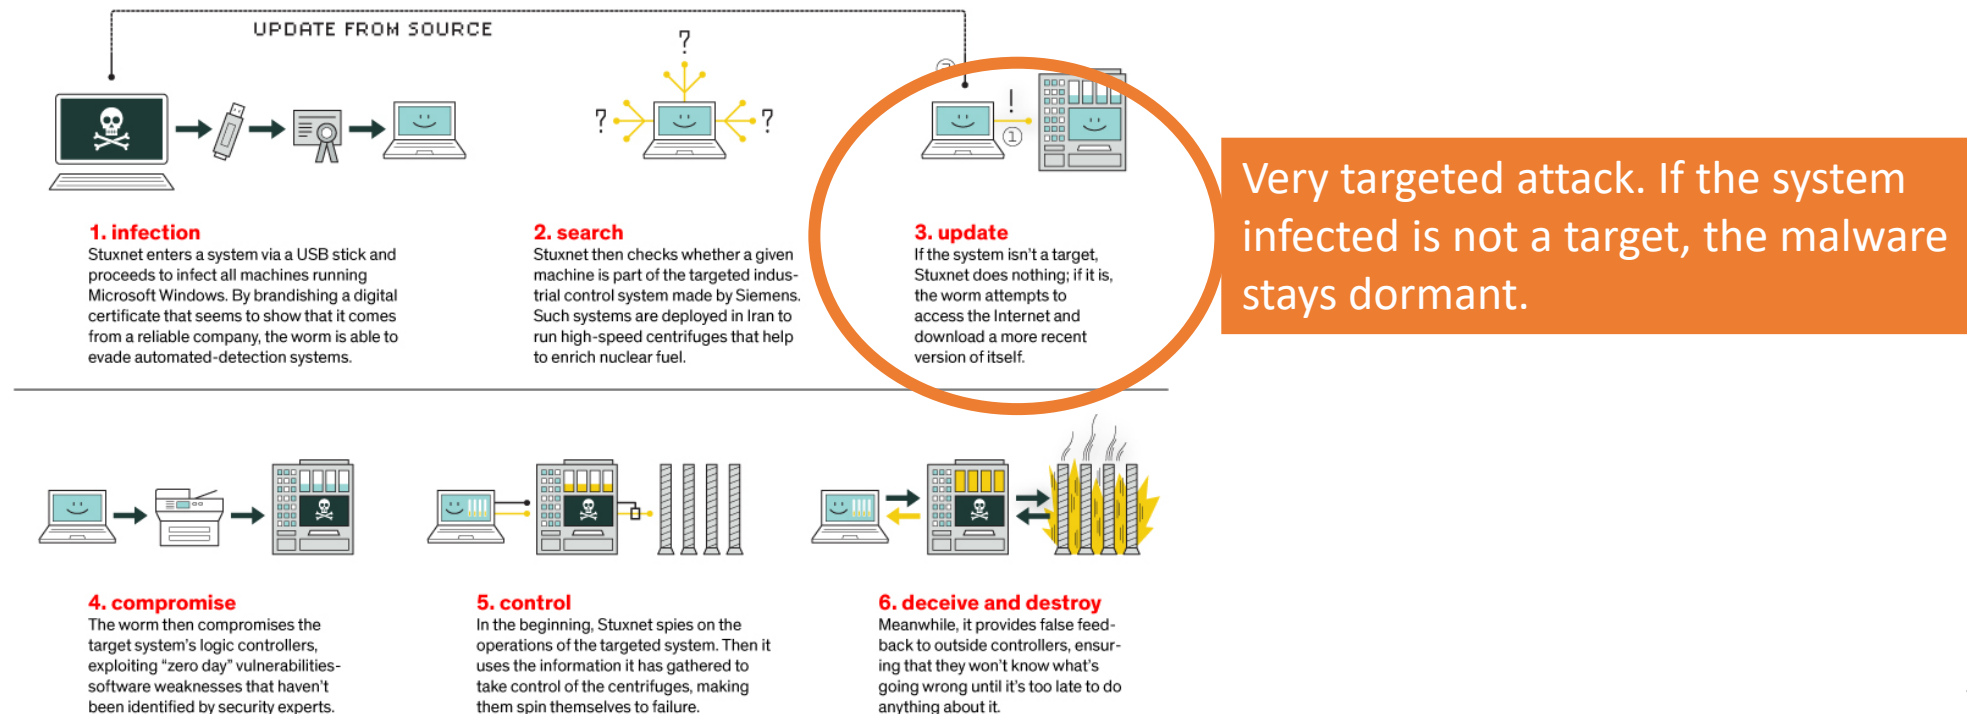 UPDATE FROM SOURCE
?
?
?
!
①
1. infection
Stuxnet enters a system via a USB stick and
proceeds to infect all machines running
Microsoft Windows. By brandishing a digital
certificate that seems to show that it comes
from a reliable company, the worm is able to
evade automated-detection systems.
2. search
Stuxnet then checks whether a given
machine is part of the targeted indus-
trial control system made by Siemens.
Such systems are deployed in Iran to
run high-speed centrifuges that help
to enrich nuclear fuel.
3. update
If the system isn't a target,
Stuxnet does nothing; if it is,
the worm attempts to
access the Internet and
download a more recent
version of itself.
Very targeted attack. If the system
infected is not a target, the malware
stays dormant.
4. compromise
The worm then compromises the
target system's logic controllers,
exploiting “zero day” vulnerabilities-
software weaknesses that haven't
been identified by security experts.
5. control
In the beginning, Stuxnet spies on the
operations of the targeted system. Then it
uses the information it has gathered to
take control of the centrifuges, making
them spin themselves to failure.
6. deceive and destroy
Meanwhile, it provides false feed-
back to outside controllers, ensur-
ing that they won't know what's
going wrong until it's too late to do
anything about it.